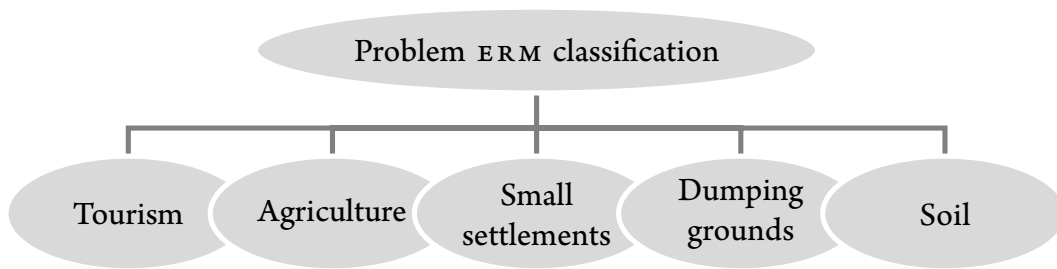 Problem ERM classification
Tourism
Agriculture
Small
settlements
Dumping
grounds
Soil